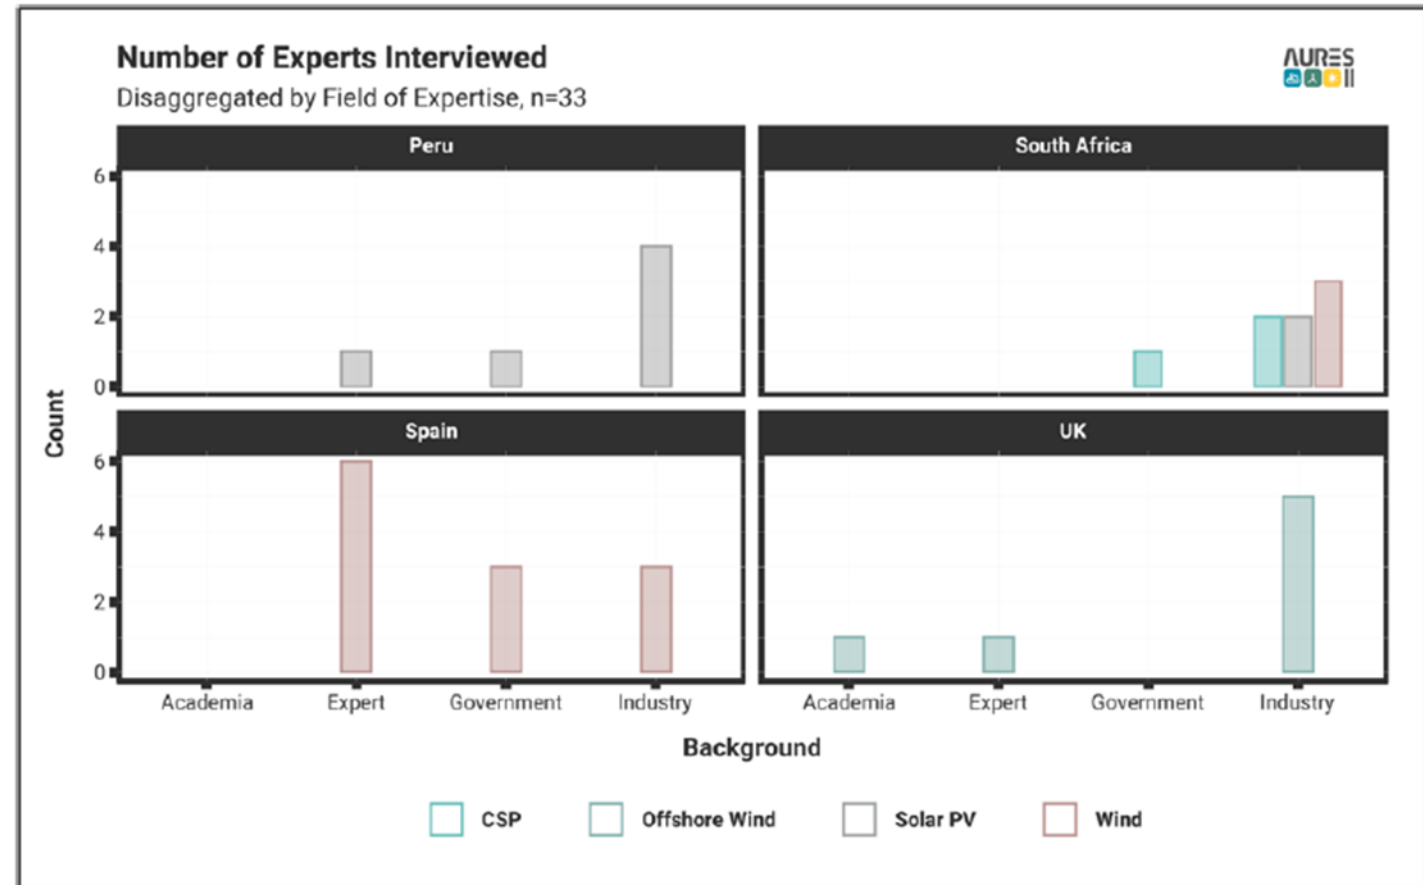 Number of Experts Interviewed
AURES
II
Disaggregated by Field of Expertise, n=33
Peru
South Africa
6
4
2
0
Count
Spain
UK
6
4
2
0
Academia Expert Government Industry
Academia Expert Government Industry
Background
CSP Offshore Wind Solar PV Wind